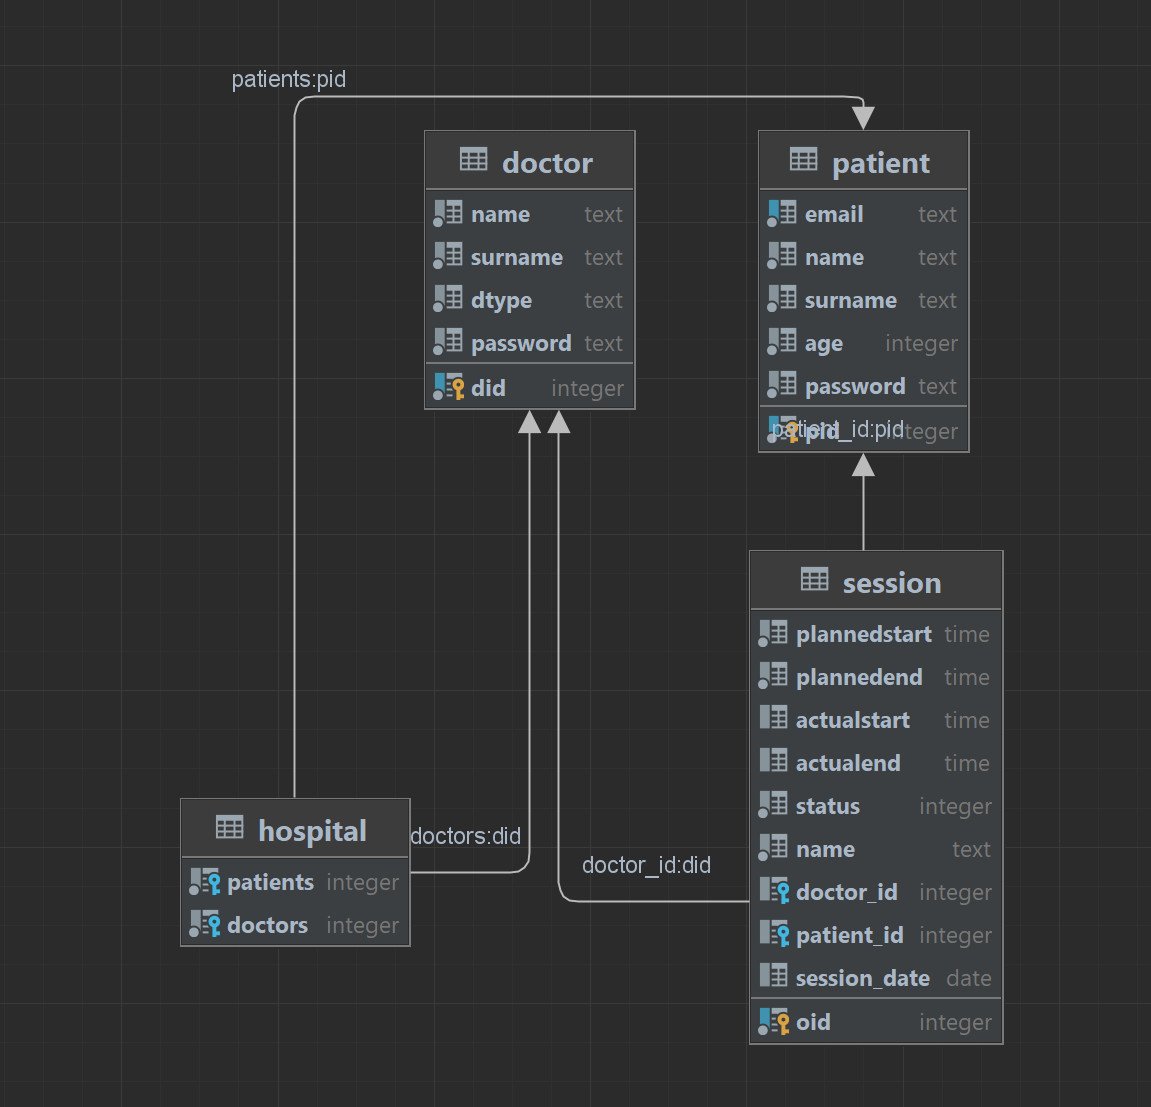 patients:pid
doctor
name text
surname text
dtype text
password text
did integer
patient
email text
name text
surname text
age integer
password text
pid integer
patient_id:pid
session
plannedstart time
plannedend time
actualstart time
actualend time
status integer
name text
doctor_id integer
patient_id integer
session_date date
oid integer
hospital
patients integer
doctors integer
doctors:did
doctor_id:did